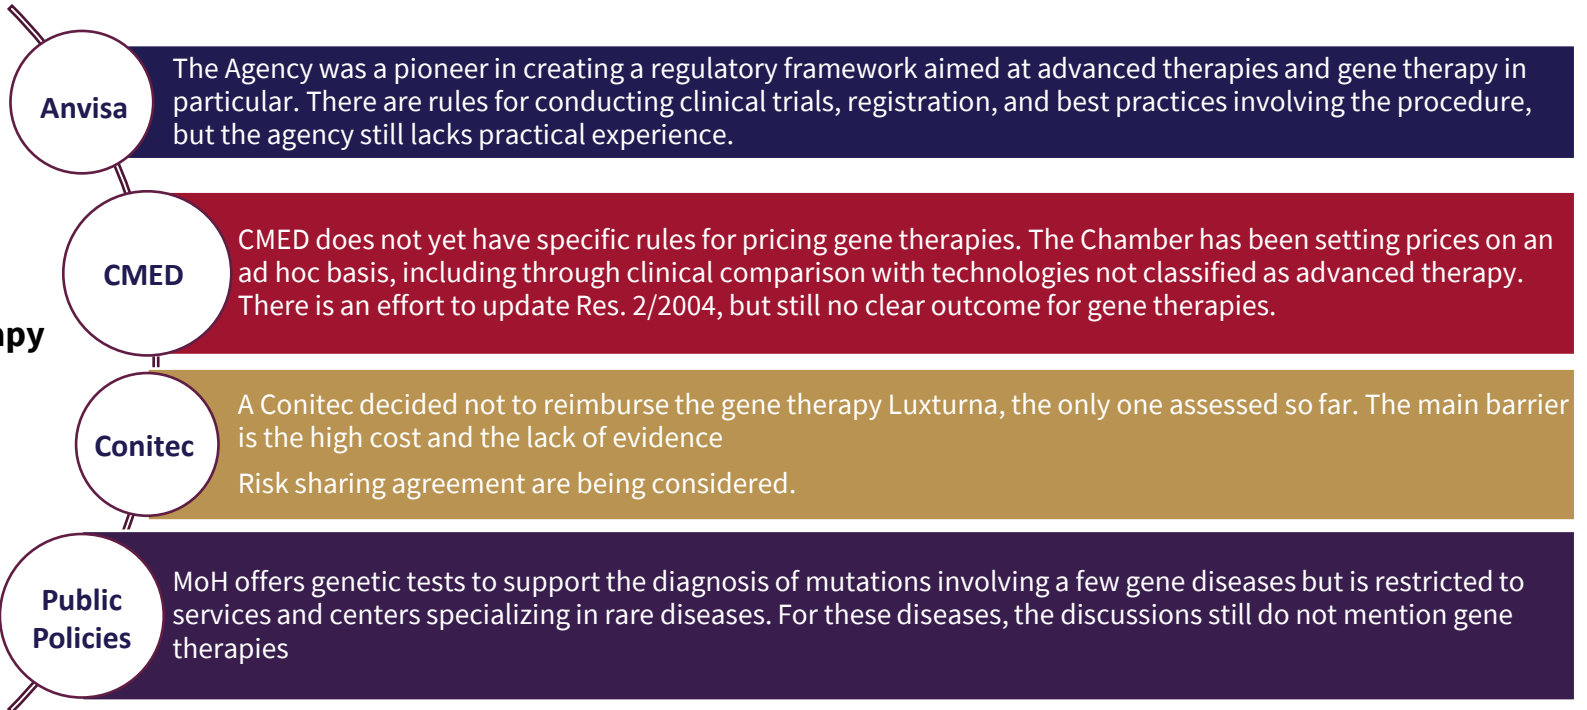 Anvisa
The Agency was a pioneer in creating a regulatory framework aimed at advanced therapies and gene therapy in
particular. There are rules for conducting clinical trials, registration, and best practices involving the procedure,
but the agency still lacks practical experience.
CMED
CMED does not yet have specific rules for pricing gene therapies. The Chamber has been setting prices on an
ad hoc basis, including through clinical comparison with technologies not classified as advanced therapy.
There is an effort to update Res. 2/2004, but still no clear outcome for gene therapies.
apy
Conitec
A Conitec decided not to reimburse the gene therapy Luxturna, the only one assessed so far. The main barrier
is the high cost and the lack of evidence
Risk sharing agreement are being considered.
Public
Policies
MoH offers genetic tests to support the diagnosis of mutations involving a few gene diseases but is restricted to
services and centers specializing in rare diseases. For these diseases, the discussions still do not mention gene
therapies